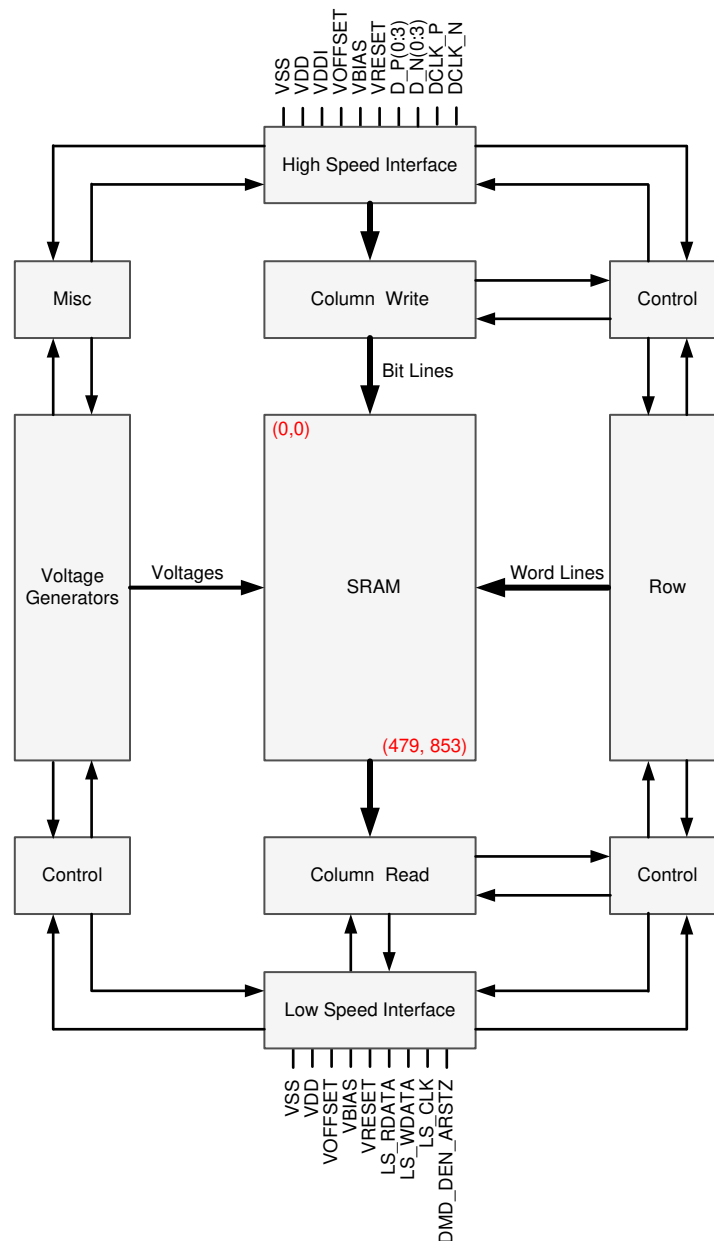 VSS
VDD
VDDI
VOFFSET
VBIAS
VRESET
D_P(0:3)
D_N(0:3)
DCLK_P
DCLK_N
High Speed Interface
Misc
Column Write
Control
Bit Lines
(0,0)
Voltage
Generators
Voltages
SRAM
Word Lines
Row
(479, 853)
Control
Column Read
Control
Low Speed Interface
VSS
VDD
VOFFSET
VBIAS
VRESET
LS_RDATA
LS_WDATA
LS_CLK
DMD_DEN_ARSTZ